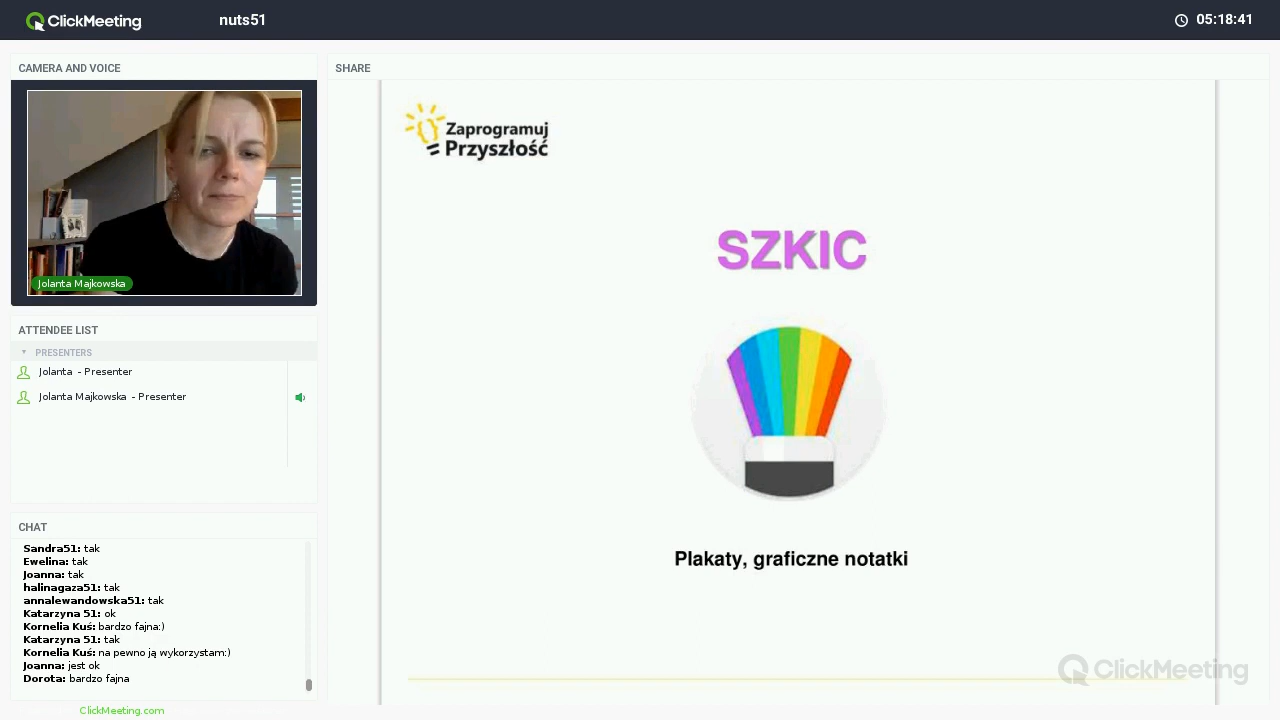 ClickMeeting
nuts51
05:18:41
CAMERA AND VOICE
Jolanta Majkowska
ATTENDEE LIST
PRESENTERS
Jolanta - Presenter
Jolanta Majkowska - Presenter
CHAT
Sandra51: tak
Ewelina: tak
Joanna: tak
halinagaza51: tak
annalewandowska51: tak
Katarzyna 51: ok
Kornelia Kuś: bardzo fajna:)
Katarzyna 51: tak
Kornelia Kuś: na pewno ją wykorzystam:)
Joanna: jest ok
Dorota: bardzo fajna
ClickMeeting.com
SHARE
Zaprogramuj
Przyszłość
SZKIC
Plakaty, graficzne notatki
ClickMeeting